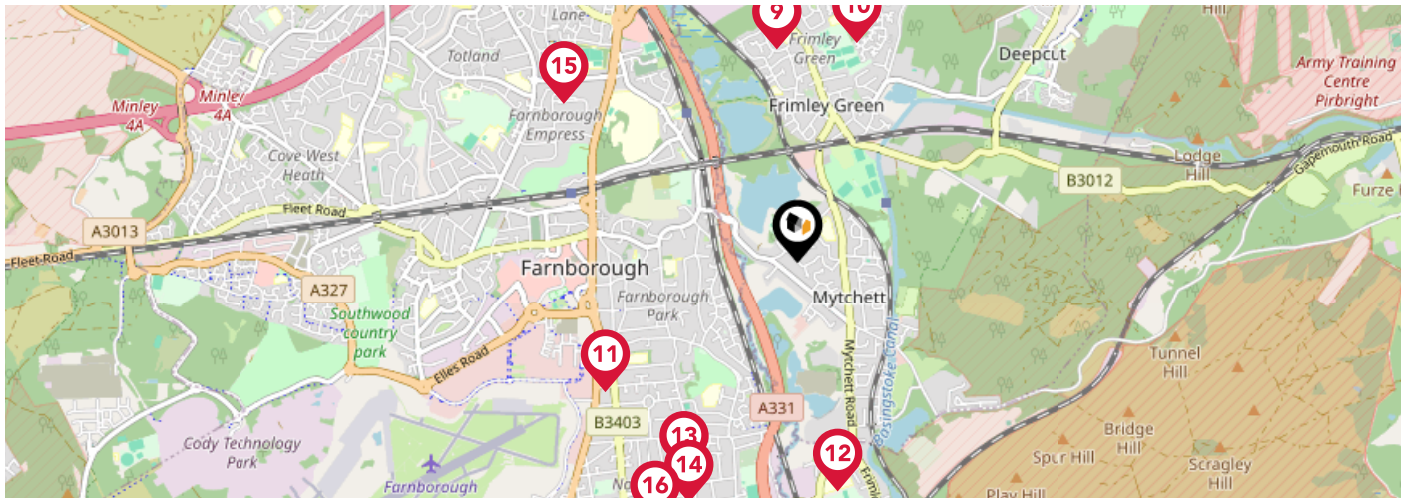 Lane
Hill
9
10
Totland
Frimley
Green
Deepcut
15
Army Training
Centre
Pirbright
Minley
4A
Minley
4A
Farnborough
Empress
Frimley Green
Cove West
Heath
Lodge
Hill
Gapemouth Road
B3012
Furze
Fleet Road
A3013
Fleet Road
Farnborough
A327
Farnborough
Park
Mytchett
Southwood
country
park
Elles Road
11
Mytchett Road
Basingstoke Canal
Tunnel
Hill
A331
B3403
Cody Technology
Park
13
14
12
16
Bridge
Hill
Spur Hill
Scragley
Hill
Farnborough
No
Friml
Play Hill